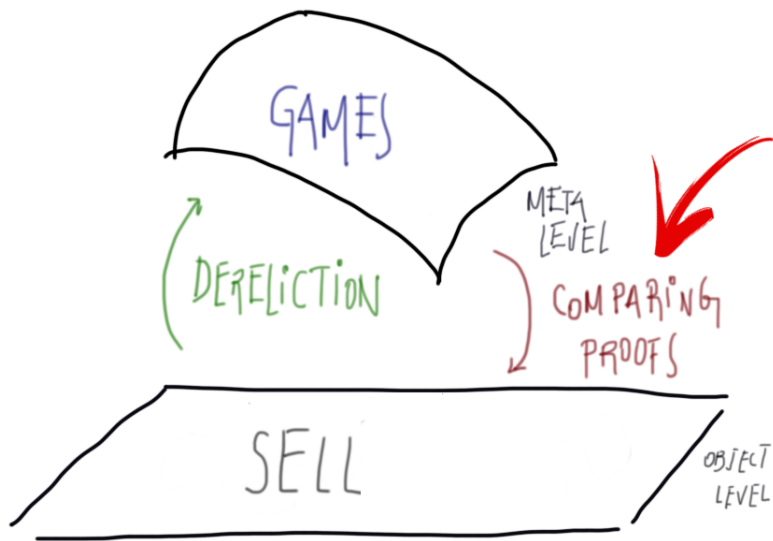 GAMES
META
LEVEL
DERELICTION
COMPARING
PROOFS
SELL
OBJECT
LEVEL